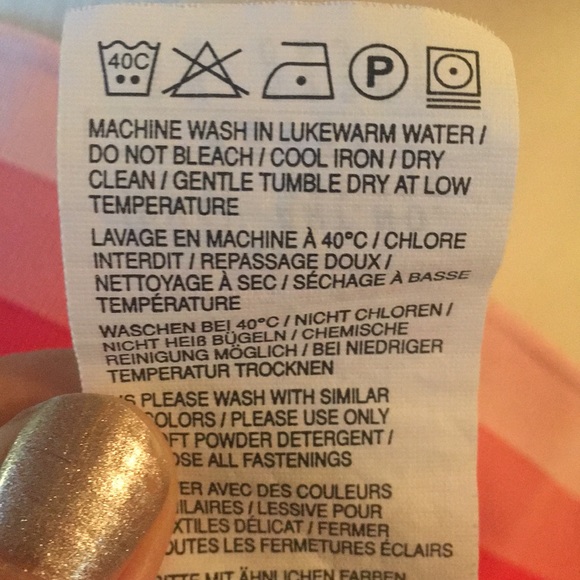 40C
P
MACHINE WASH IN LUKEWARM WATER /
DO NOT BLEACH / COOL IRON / DRY
CLEAN / GENTLE TUMBLE DRY AT LOW
TEMPERATURE
LAVAGE EN MACHINE À 40°C / CHLORE
INTERDIT / REPASSAGE DOUX /
NETTOYAGE À SEC / SÉCHAGE À BASSE
TEMPÉRATURE
WASCHEN BEI 40°C / NICHT CHLOREN /
NICHT HEIß BÜGELN / CHEMISCHE
REINIGUNG MÖGLICH / BEI NIEDRIGER
TEMPERATUR TROCKNEN
PLEASE WASH WITH SIMILAR
COLORS / PLEASE USE ONLY
POWDER DETERGENT /
ALL FASTENINGS
AVEC DES COULEURS
/ LESSIVE POUR
DÉLICAT / FERMER
LES FERMETURES ÉCLAIRS
MIT ÄHNLICHEN FARBEN